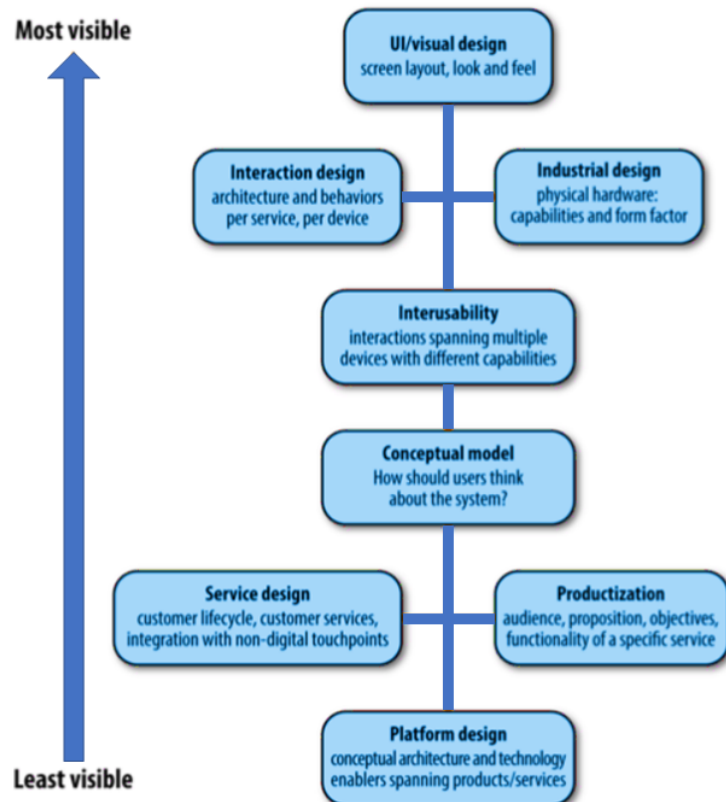 Most visible
UI/visual design
screen layout, look and feel
Interaction design
architecture and behaviors
per service, per device
Industrial design
physical hardware:
capabilities and form factor
Interusability
interactions spanning multiple
devices with different capabilities
Conceptual model
How should users think
about the system?
Service design
customer lifecycle, customer services,
integration with non-digital touchpoints
Productization
audience, proposition, objectives,
functionality of a specific service
Platform design
conceptual architecture and technology
enablers spanning products/services
Least visible